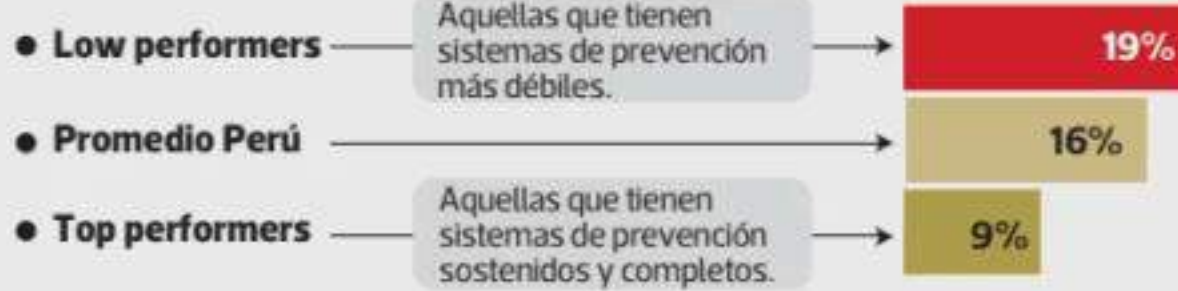 Low performers
Aquellas que tienen
sistemas de prevención
más débiles.
19%
Promedio Perú
16%
Top performers
Aquellas que tienen
sistemas de prevención
sostenidos y completos.
9%